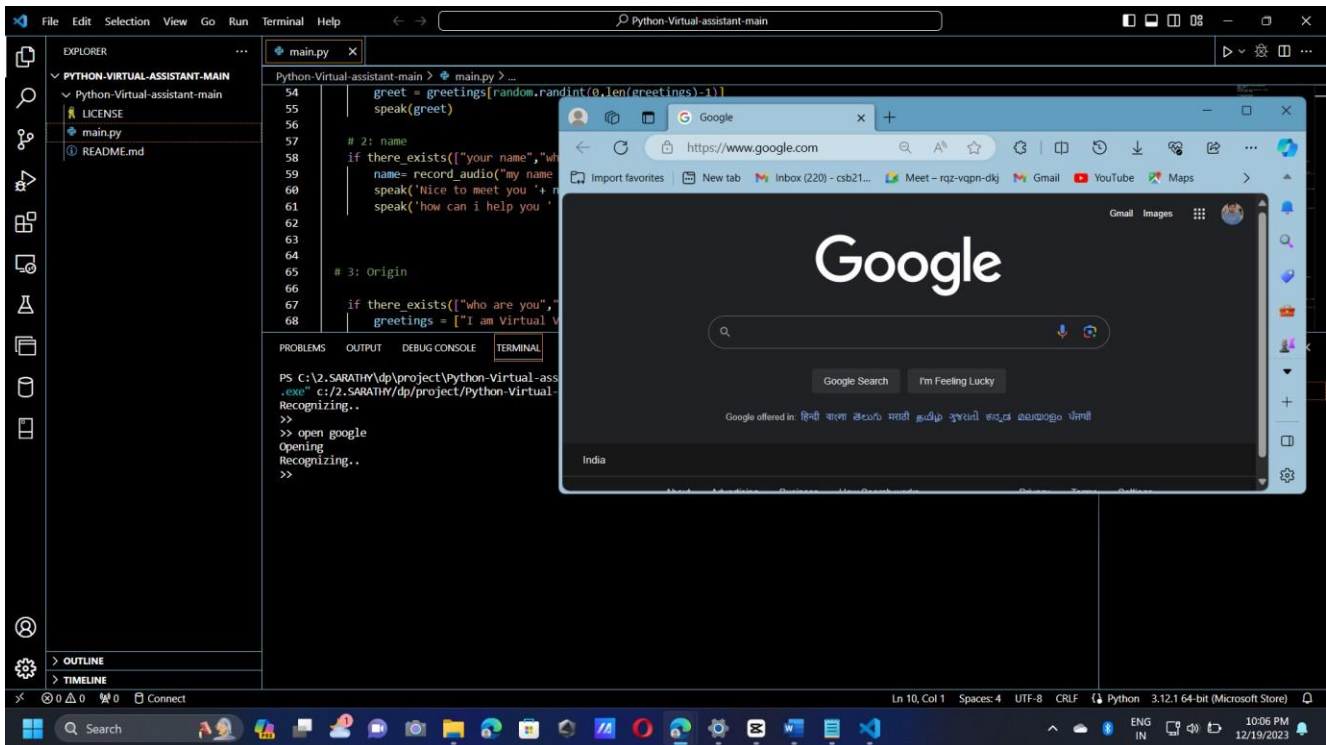 File Edit Selection View Go Run Terminal Help
Python-Virtual-assistant-main
EXPLORER
PYTHON-VIRTUAL-ASSISTANT-MAIN
Python-Virtual-assistant-main
LICENSE
main.py
README.md
OUTLINE
TIMELINE
main.py
Python-Virtual-assistant-main > main.py > ...
54 greet = greetings[random.randint(0,len(greetings)-1)]
55 speak(greet)
56
57 # 2: name
58 if there_exists(["your name","wh
59 name= record_audio("my name
60 speak('Nice to meet you '+ n
61 speak('how can i help you '
62
63
64
65 # 3: Origin
66
67 if there_exists(["who are you","
68 greetings = ["I am Virtual V
PROBLEMS OUTPUT DEBUG CONSOLE TERMINAL
PS C:\2.SARATHY\dp\project\Python-Virtual-ass
.exe" c:/2.SARATHY/dp/project/Python-Virtual-
Recognizing..
>>
>> open google
Opening
Recognizing..
>>
Google
https://www.google.com
Import favorites New tab Inbox (220) - csb21... Meet – rqz-vqpn-dkj Gmail YouTube Maps
Gmail Images
Google
Google Search I'm Feeling Lucky
Google offered in: हिन्दी বাংলা తెలుగు मराठी தமிழ் ગુજરાતી ಕನ್ನಡ മലയാളം ਪੰਜਾਬੀ
India
0 0 0 Connect
Ln 10, Col 1 Spaces: 4 UTF-8 CRLF Python 3.12.1 64-bit (Microsoft Store)
Search
ENG
IN
10:06 PM
12/19/2023